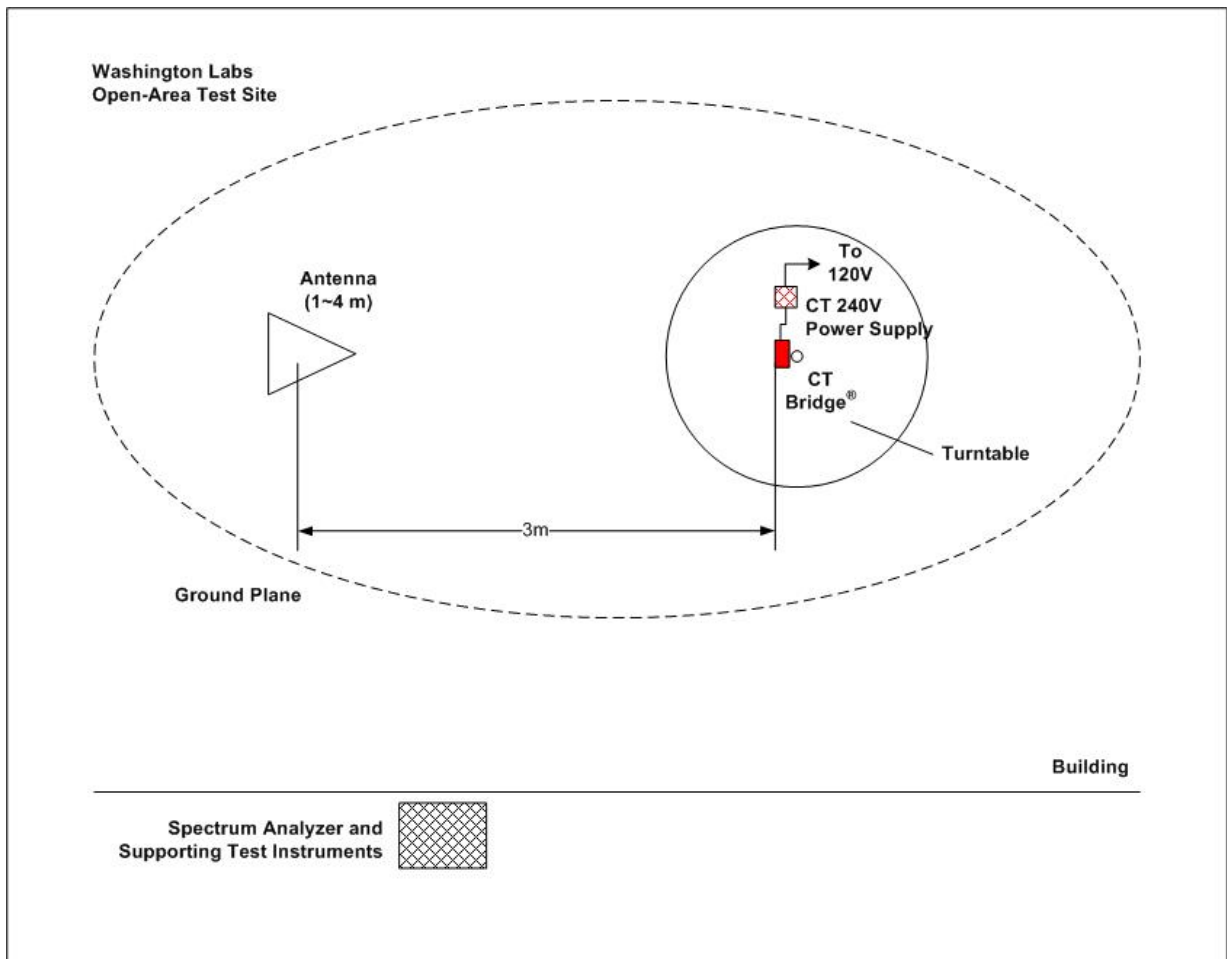 Washington Labs
Open-Area Test Site
Antenna
(1~4 m)
To
120V
CT 240V
Power Supply
CT
Bridge®
Turntable
3m
Ground Plane
Building
Spectrum Analyzer and
Supporting Test Instruments